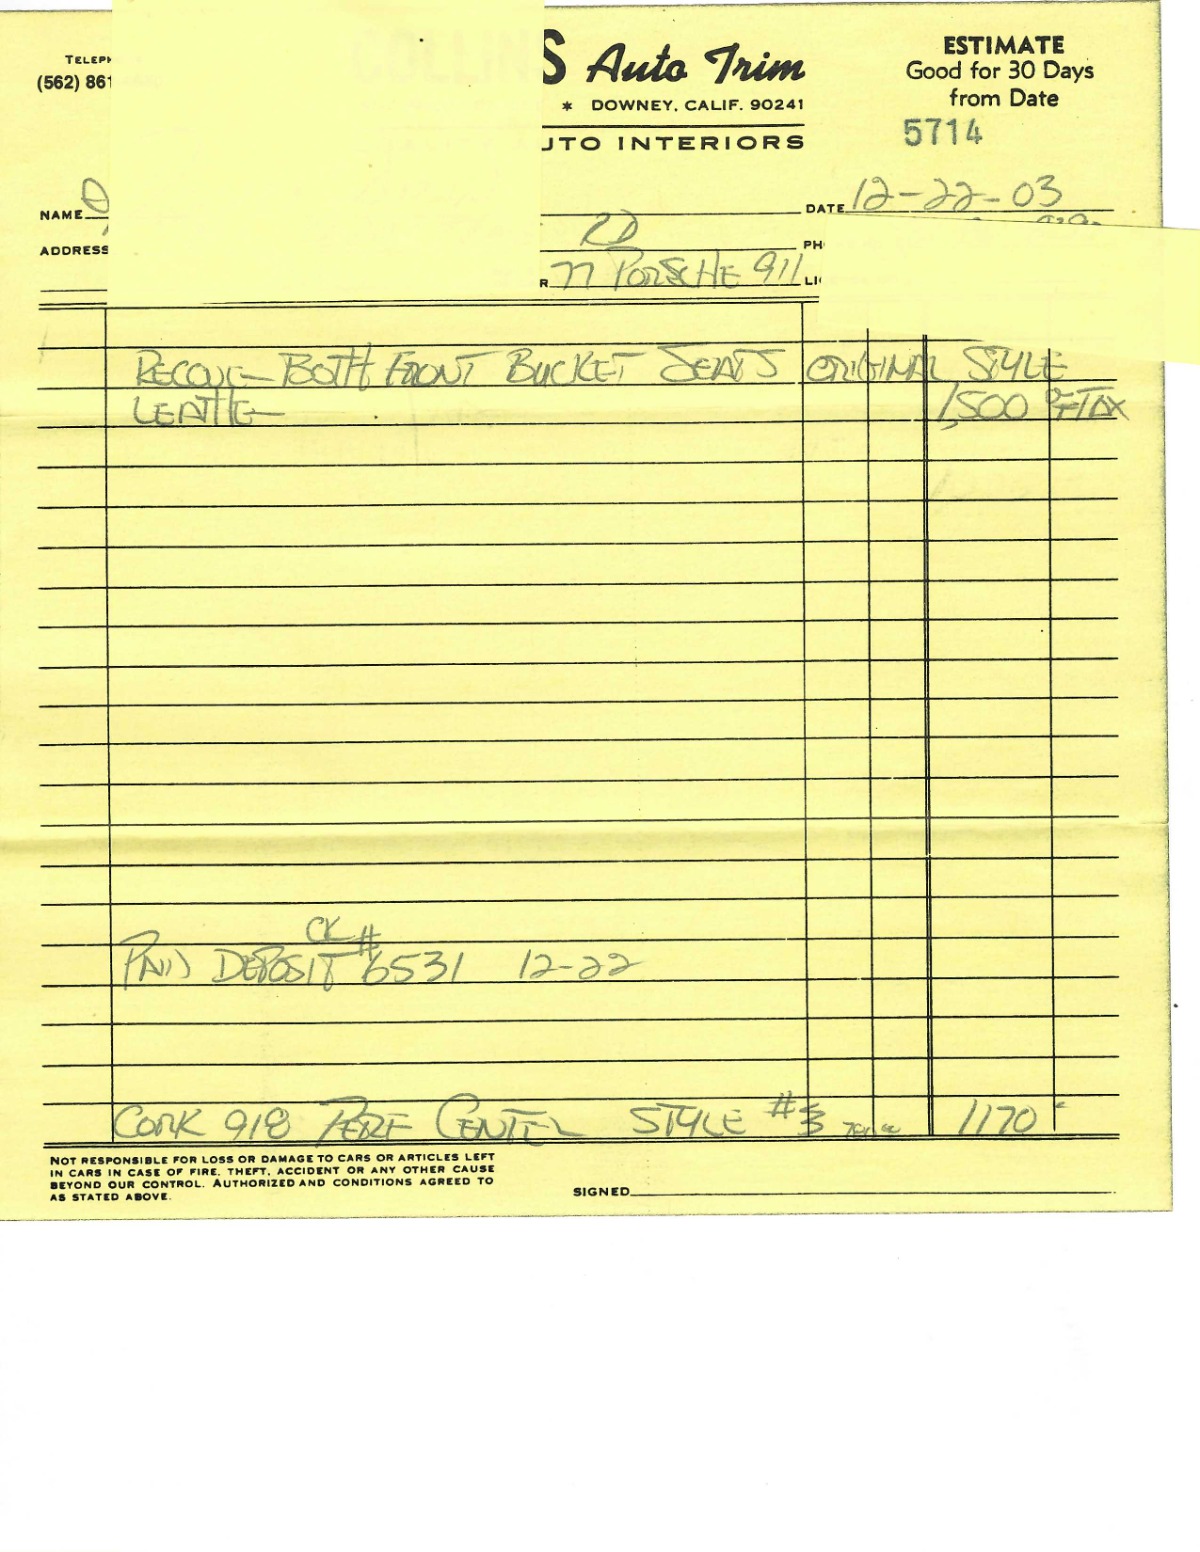 S Auto Trim
ESTIMATE
Good for 30 Days
from Date
5714
TELEPH
(562) 861
* DOWNEY, CALIF. 90241
UTO INTERIORS
NAME
DATE 12-22-03
ADDRESS
RD
PH
R 77 PORSCHE 911
LI
RECOVER BOTH FRONT BUCKET SEATS ORIGINAL STYLE
LEATHER 1,500 + TAX
CK
PAID DEPOSIT #6531 12-22
CORK 918 PERF CENTER STYLE #3 1170
NOT RESPONSIBLE FOR LOSS OR DAMAGE TO CARS OR ARTICLES LEFT
IN CARS IN CASE OF FIRE, THEFT, ACCIDENT OR ANY OTHER CAUSE
BEYOND OUR CONTROL. AUTHORIZED AND CONDITIONS AGREED TO
AS STATED ABOVE.
SIGNED